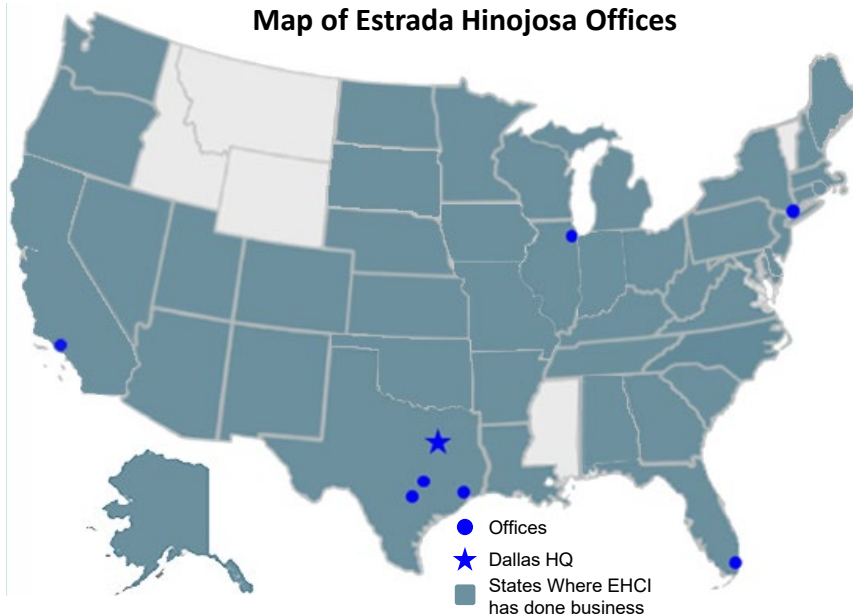 Map of Estrada Hinojosa Offices
Offices
Dallas HQ
States Where EHCI
has done business